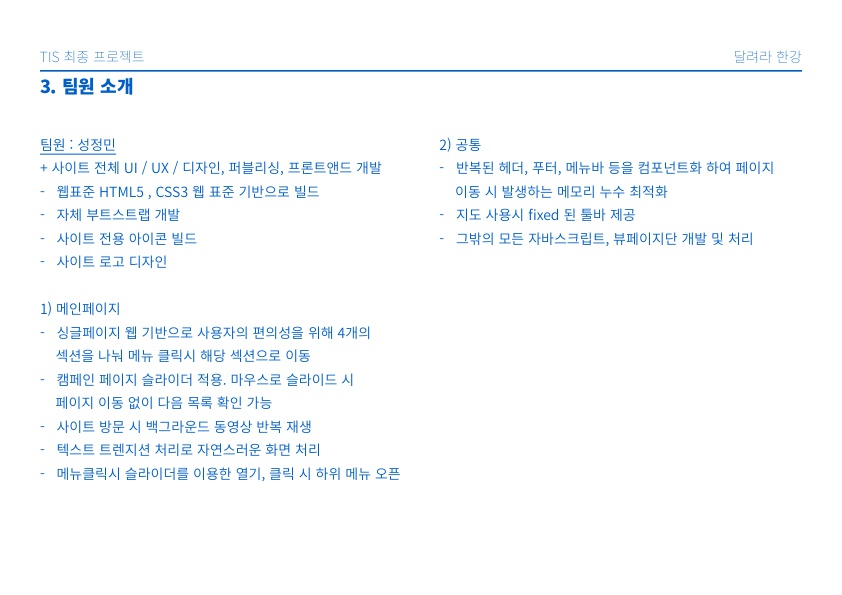 TIS 최종 프로젝트
달려라 한강
3. 팀원 소개
팀원 : 성정민
+ 사이트 전체 UI / UX / 디자인, 퍼블리싱, 프론트앤드 개발
- 웹표준 HTML5 , CSS3 웹 표준 기반으로 빌드
- 자체 부트스트랩 개발
- 사이트 전용 아이콘 빌드
- 사이트 로고 디자인
1) 메인페이지
- 싱글페이지 웹 기반으로 사용자의 편의성을 위해 4개의
섹션을 나눠 메뉴 클릭시 해당 섹션으로 이동
- 캠페인 페이지 슬라이더 적용. 마우스로 슬라이드 시
페이지 이동 없이 다음 목록 확인 가능
- 사이트 방문 시 백그라운드 동영상 반복 재생
- 텍스트 트렌지션 처리로 자연스러운 화면 처리
- 메뉴클릭시 슬라이더를 이용한 열기, 클릭 시 하위 메뉴 오픈
2) 공통
- 반복된 헤더, 푸터, 메뉴바 등을 컴포넌트화 하여 페이지
이동 시 발생하는 메모리 누수 최적화
- 지도 사용시 fixed 된 툴바 제공
- 그밖의 모든 자바스크립트, 뷰페이지단 개발 및 처리